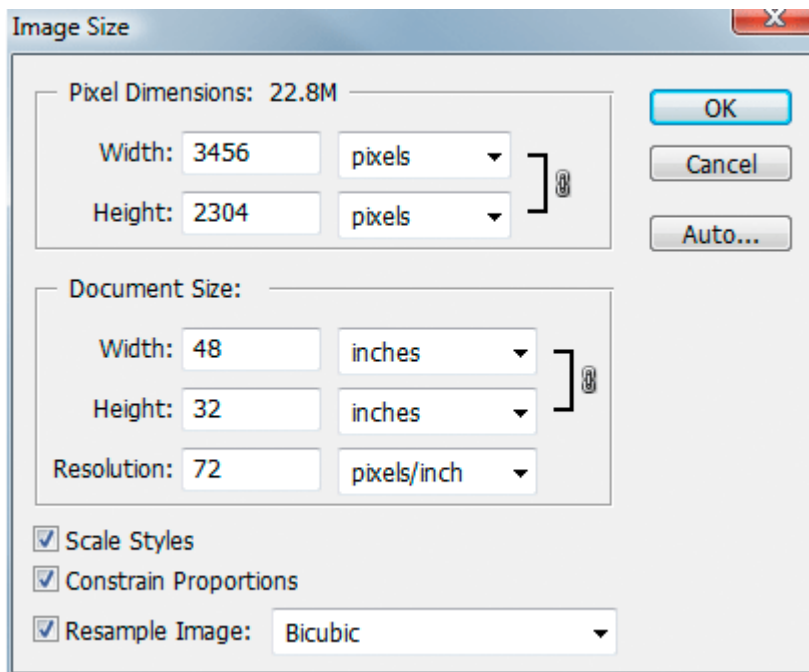 Image Size
Pixel Dimensions: 22.8M
Width: 3456 pixels
Height: 2304 pixels
OK
Cancel
Auto...
Document Size:
Width: 48 inches
Height: 32 inches
Resolution: 72 pixels/inch
Scale Styles
Constrain Proportions
Resample Image: Bicubic